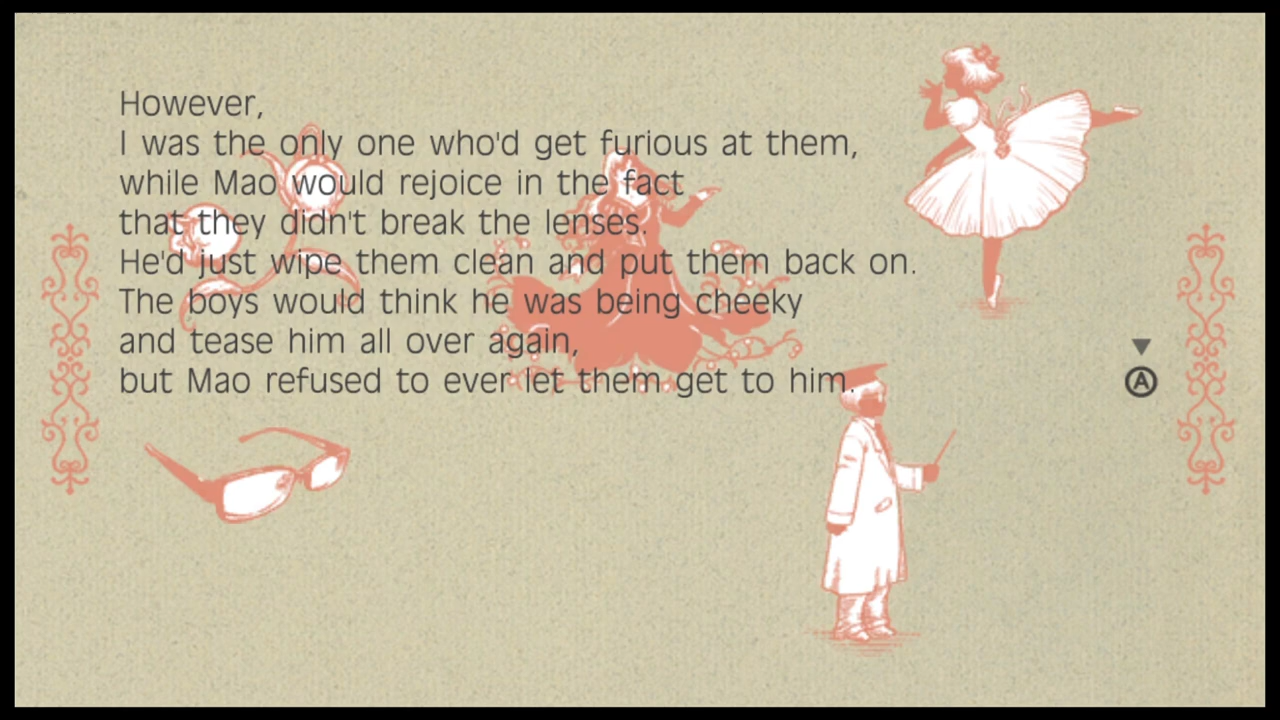 However,
I was the only one who'd get furious at them,
while Mao would rejoice in the fact
that they didn't break the lenses.
He'd just wipe them clean and put them back on.
The boys would think he was being cheeky
and tease him all over again,
but Mao refused to ever let them get to him.
A